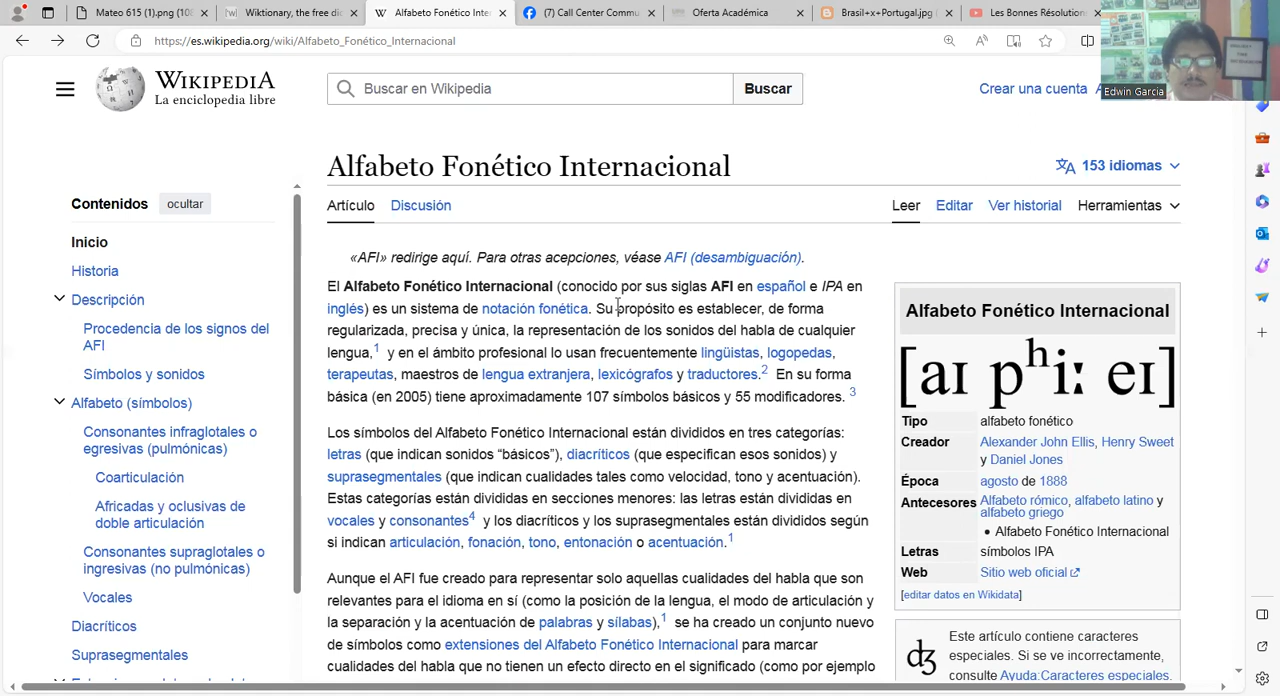 Mateo 615 (1).png (108
Wiktionary, the free dic
Alfabeto Fonético Inter
(7) Call Center Commu
Oferta Académica
Brasil+x+Portugal.jpg (
Les Bonnes Résolution
https://es.wikipedia.org/wiki/Alfabeto_Fonético_Internacional
Edwin Garcia
WIKIPEDIA
La enciclopedia libre
Buscar en Wikipedia
Buscar
Crear una cuenta
Alfabeto Fonético Internacional
153 idiomas
Artículo
Discusión
Leer
Editar
Ver historial
Herramientas
Contenidos
ocultar
Inicio
Historia
Descripción
Procedencia de los signos del
AFI
Símbolos y sonidos
Alfabeto (símbolos)
Consonantes infraglotales o
egresivas (pulmónicas)
Coarticulación
Africadas y oclusivas de
doble articulación
Consonantes supraglotales o
ingresivas (no pulmónicas)
Vocales
Diacríticos
Suprasegmentales
«AFI» redirige aquí. Para otras acepciones, véase AFI (desambiguación).
El Alfabeto Fonético Internacional (conocido por sus siglas AFI en español e IPA en
inglés) es un sistema de notación fonética. Su propósito es establecer, de forma
regularizada, precisa y única, la representación de los sonidos del habla de cualquier
lengua,1 y en el ámbito profesional lo usan frecuentemente lingüistas, logopedas,
terapeutas, maestros de lengua extranjera, lexicógrafos y traductores.2 En su forma
básica (en 2005) tiene aproximadamente 107 símbolos básicos y 55 modificadores. 3
Los símbolos del Alfabeto Fonético Internacional están divididos en tres categorías:
letras (que indican sonidos “básicos”), diacríticos (que especifican esos sonidos) y
suprasegmentales (que indican cualidades tales como velocidad, tono y acentuación).
Estas categorías están divididas en secciones menores: las letras están divididas en
vocales y consonantes4 y los diacríticos y los suprasegmentales están divididos según
si indican articulación, fonación, tono, entonación o acentuación.1
Aunque el AFI fue creado para representar solo aquellas cualidades del habla que son
relevantes para el idioma en sí (como la posición de la lengua, el modo de articulación y
la separación y la acentuación de palabras y sílabas),1 se ha creado un conjunto nuevo
de símbolos como extensiones del Alfabeto Fonético Internacional para marcar
cualidades del habla que no tienen un efecto directo en el significado (como por ejemplo
Alfabeto Fonético Internacional
[aɪ pʰiː eɪ]
Tipo alfabeto fonético
Creador Alexander John Ellis, Henry Sweet
y Daniel Jones
Época agosto de 1888
Antecesores Alfabeto rómico, alfabeto latino y
alfabeto griego
• Alfabeto Fonético Internacional
Letras símbolos IPA
Web Sitio web oficial
[editar datos en Wikidata]
ʤ
Este artículo contiene caracteres
especiales. Si se ve incorrectamente,
consulte Ayuda:Caracteres especiales.